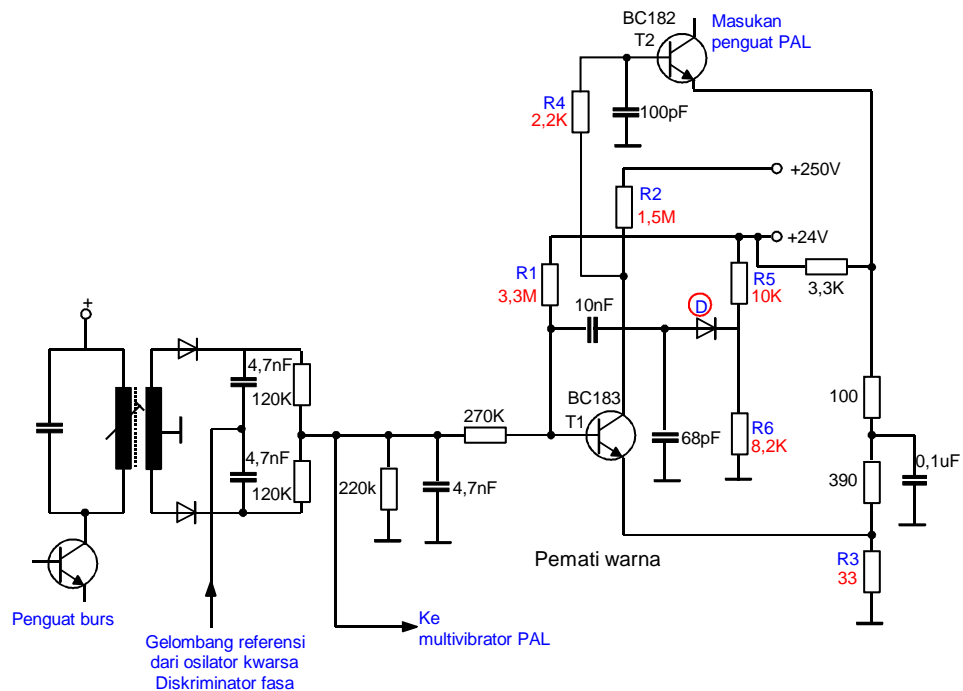 BC182
T2
Masukan
penguat PAL
R4
2,2K
100pF
+250V
R2
1,5M
+24V
R1
3,3M
R5
10K
3,3K
10nF
D
+
4,7nF
120K
100
BC183
T1
270K
68pF
R6
8,2K
4,7nF
120K
220k
4,7nF
390
0,1uF
Pemati warna
R3
33
Penguat burs
Ke
multivibrator PAL
Gelombang referensi
dari osilator kwarsa
Diskriminator fasa